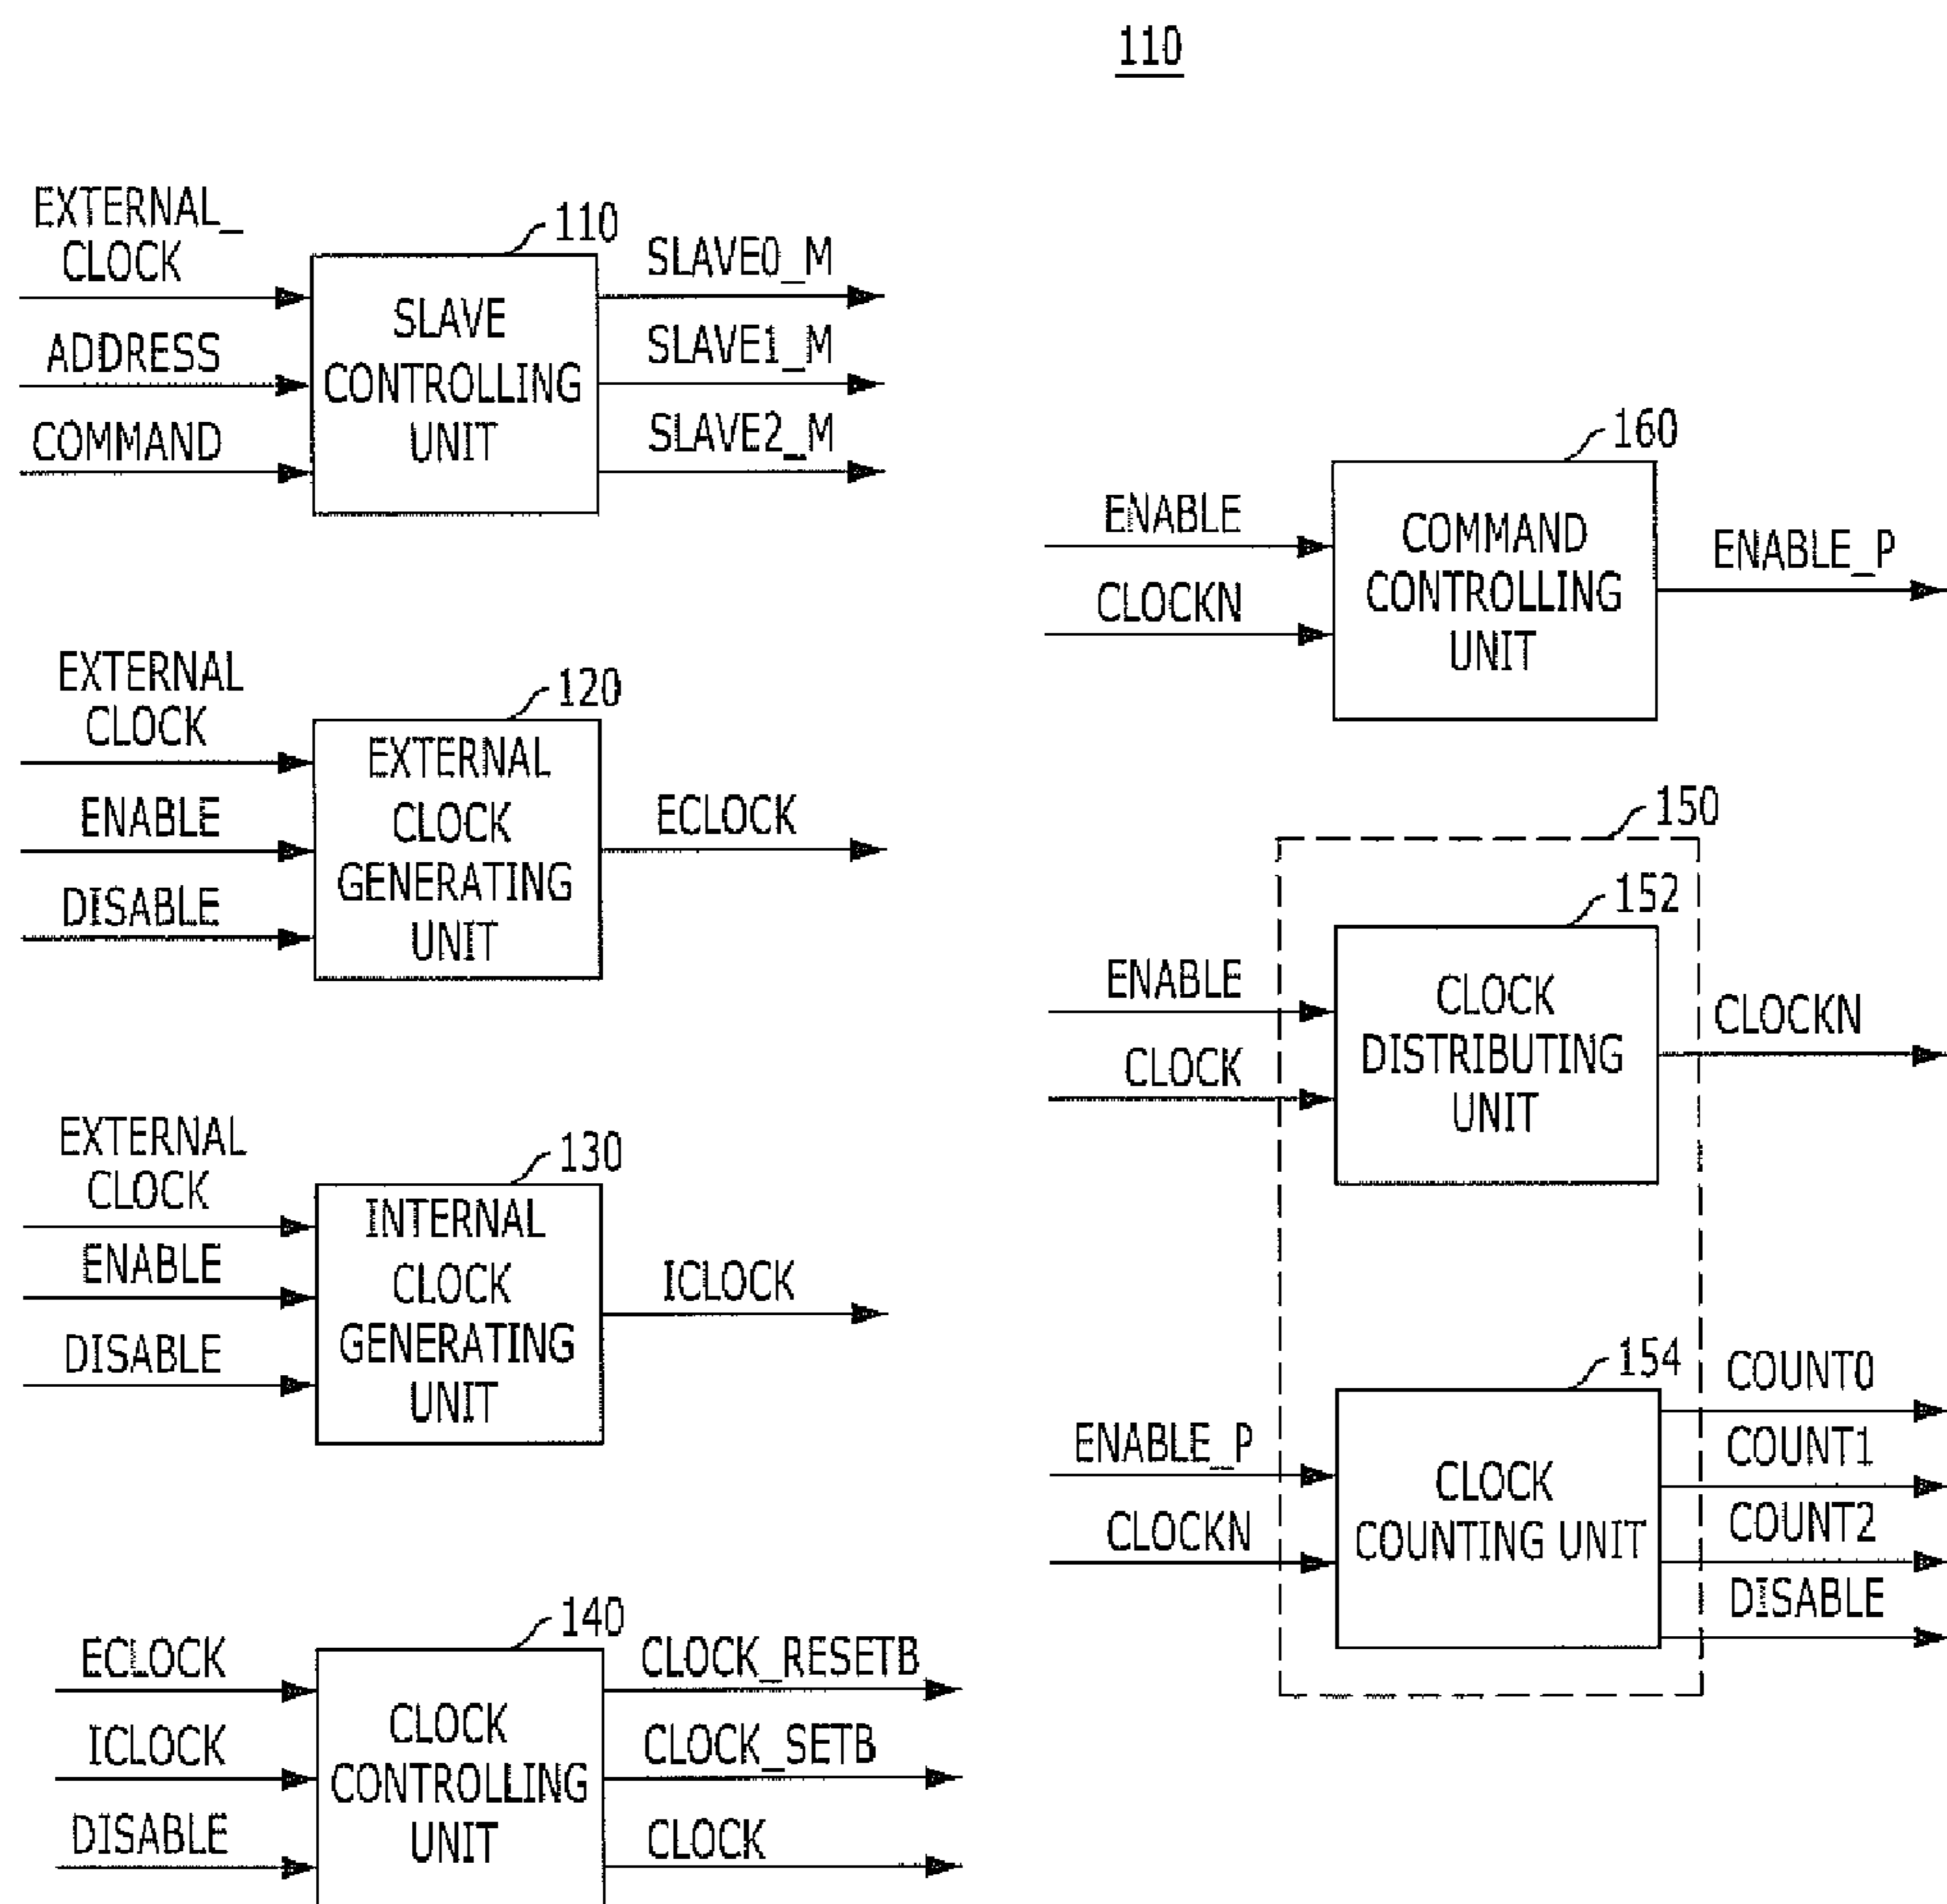 110
EXTERNAL_
CLOCK
ADDRESS
COMMAND
110
SLAVE
CONTROLLING
UNIT
SLAVE0_M
SLAVE1_M
SLAVE2_M
EXTERNAL
CLOCK
ENABLE
DISABLE
120
EXTERNAL
CLOCK
GENERATING
UNIT
ECLOCK
EXTERNAL
CLOCK
ENABLE
DISABLE
130
INTERNAL
CLOCK
GENERATING
UNIT
ICLOCK
ECLOCK
ICLOCK
DISABLE
140
CLOCK
CONTROLLING
UNIT
CLOCK_RESETB
CLOCK_SETB
CLOCK
ENABLE
CLOCKN
160
COMMAND
CONTROLLING
UNIT
ENABLE_P
150
ENABLE
CLOCK
152
CLOCK
DISTRIBUTING
UNIT
CLOCKN
ENABLE_P
CLOCKN
154
CLOCK
COUNTING UNIT
COUNT0
COUNT1
COUNT2
DISABLE